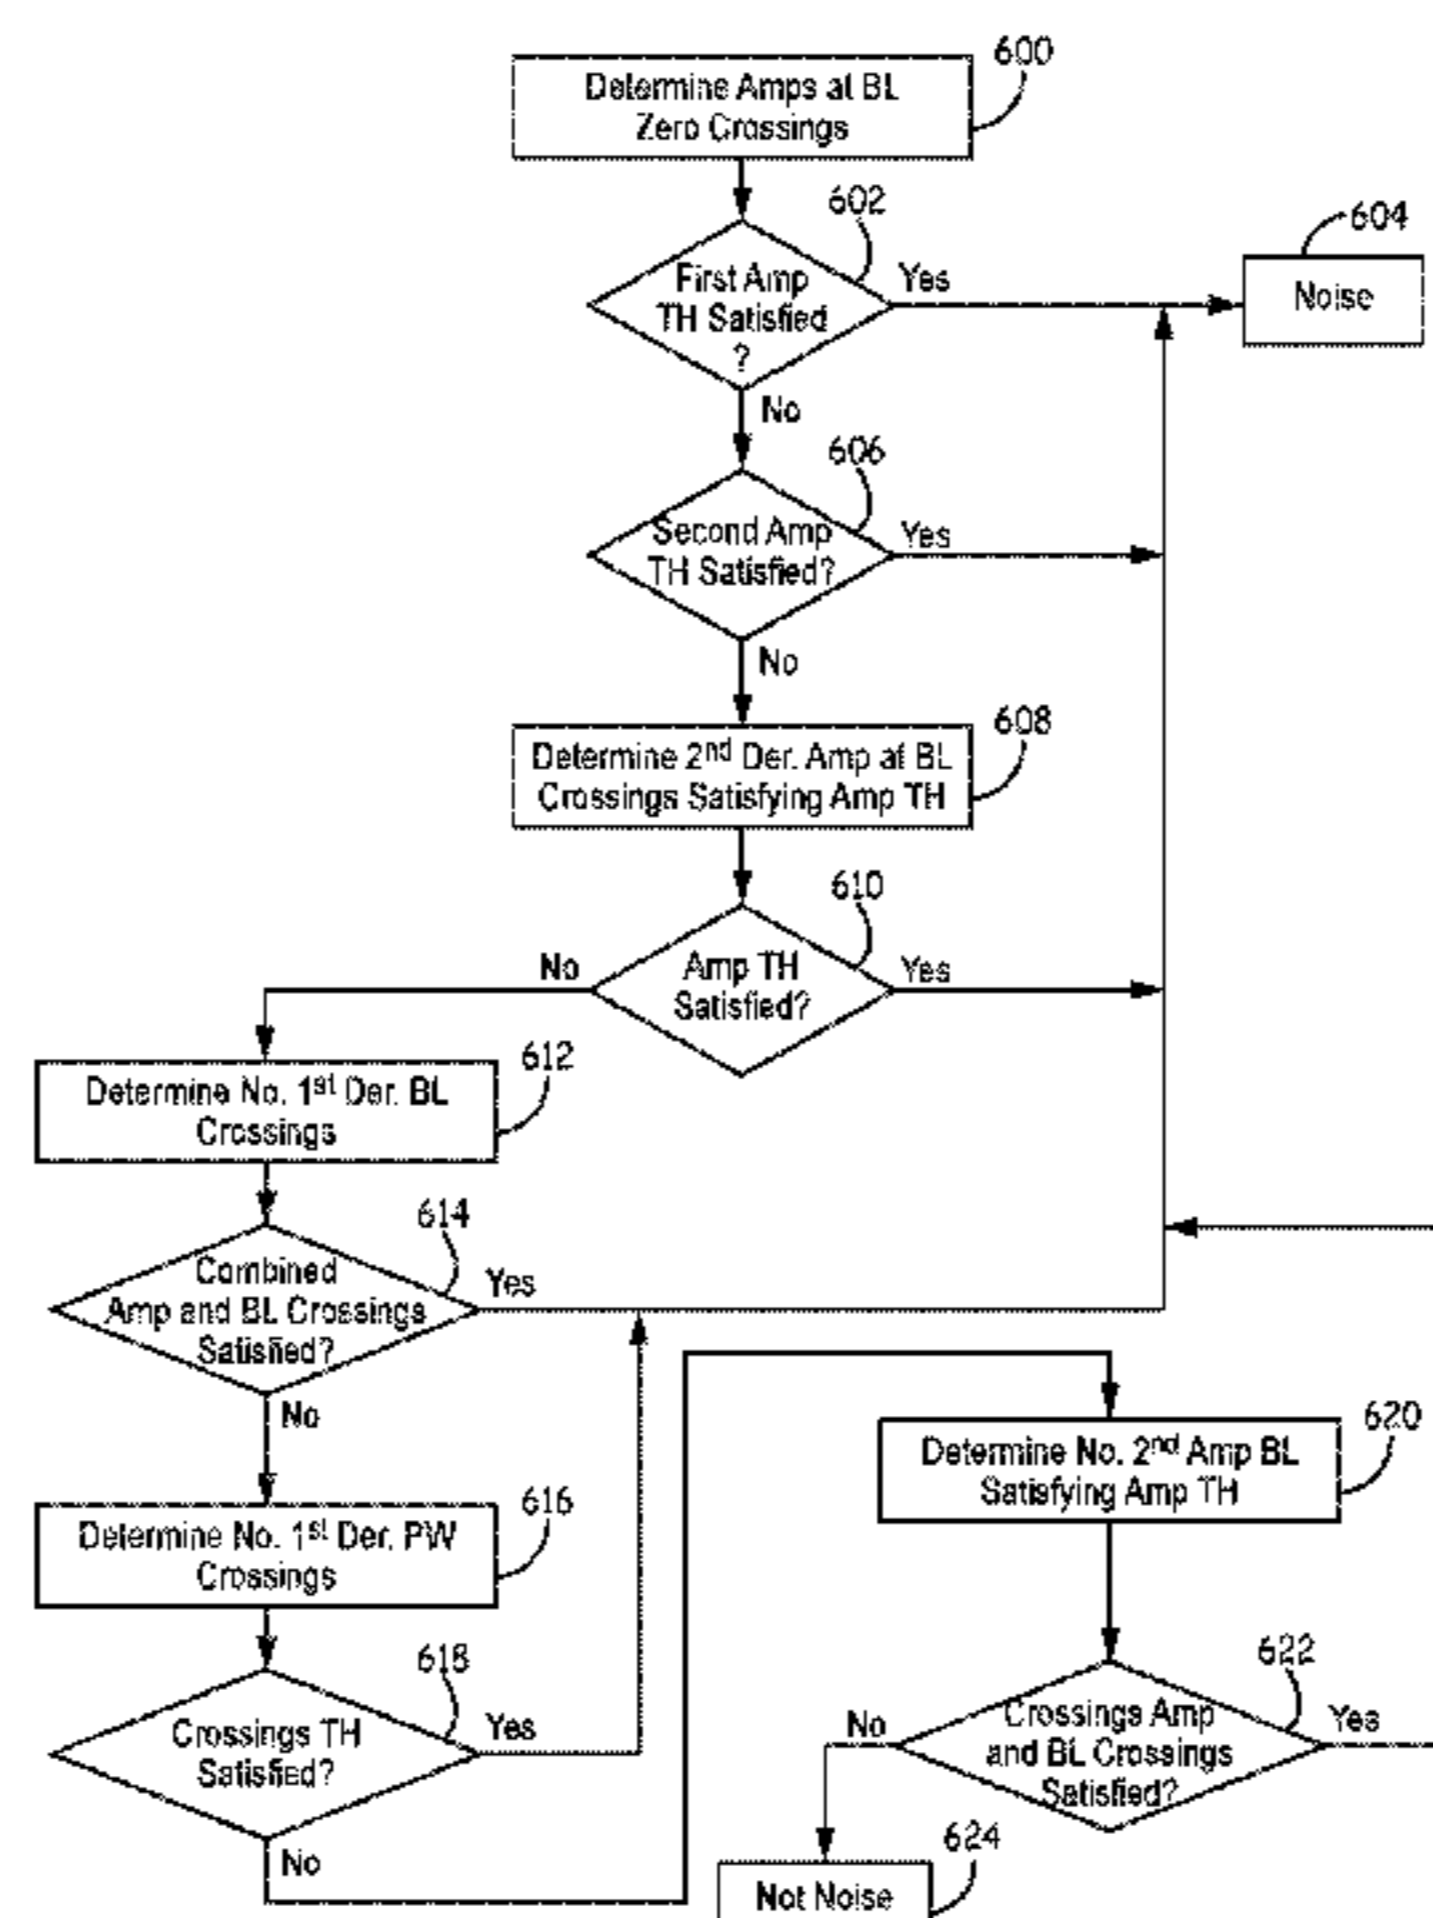 600
Determine Amps at BL
Zero Crossings
602
604
First Amp
TH Satisfied
?
Yes
Noise
No
606
Second Amp
TH Satisfied?
Yes
No
608
Determine 2nd Der. Amp at BL
Crossings Satisfying Amp TH
610
Amp TH
Satisfied?
No
Yes
612
Determine No. 1st Der. BL
Crossings
614
Combined
Amp and BL Crossings
Satisfied?
Yes
No
616
Determine No. 1st Der. PW
Crossings
618
Crossings TH
Satisfied?
Yes
No
620
Determine No. 2nd Amp BL
Satisfying Amp TH
622
Crossings Amp
and BL Crossings
Satisfied?
No
Yes
624
Not Noise